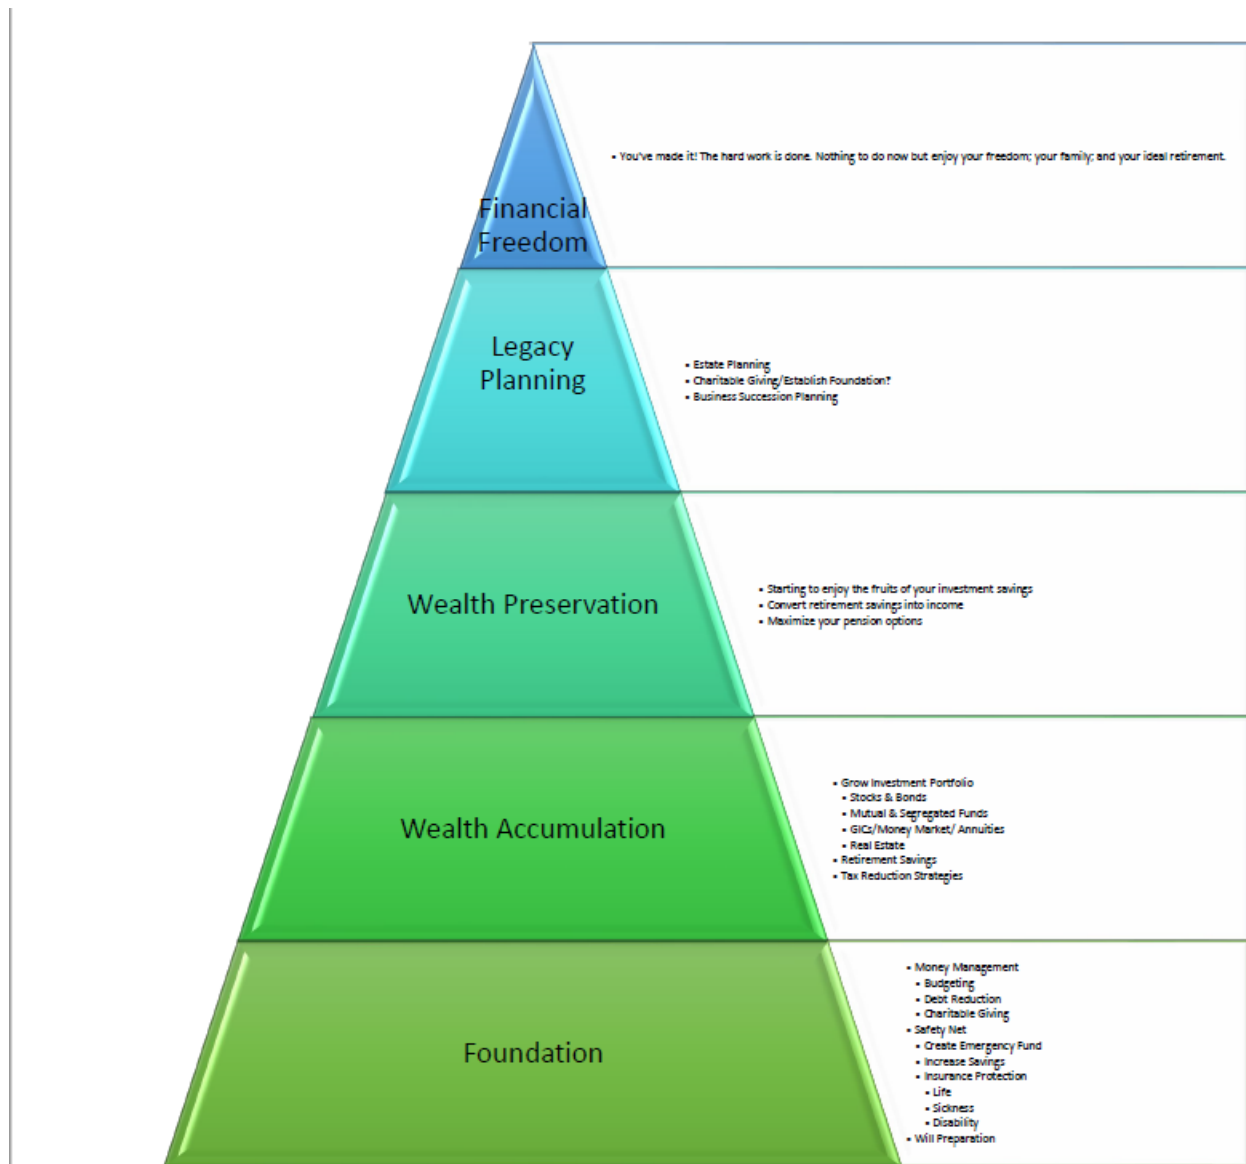 • You've made it! The hard work is done. Nothing to do now but enjoy your freedom; your family; and your ideal retirement.
Financial
Freedom
Legacy
Planning
• Estate Planning
• Charitable Giving/Establish Foundation?
• Business Succession Planning
Wealth Preservation
• Starting to enjoy the fruits of your investment savings
• Convert retirement savings into income
• Maximize your pension options
Wealth Accumulation
• Grow Investment Portfolio
• Stocks & Bonds
• Mutual & Segregated Funds
• GICs/Money Market/ Annuities
• Real Estate
• Retirement Savings
• Tax Reduction Strategies
Foundation
• Money Management
• Budgeting
• Debt Reduction
• Charitable Giving
• Safety Net
• Create Emergency Fund
• Increase Savings
• Insurance Protection
• Life
• Sickness
• Disability
• Will Preparation